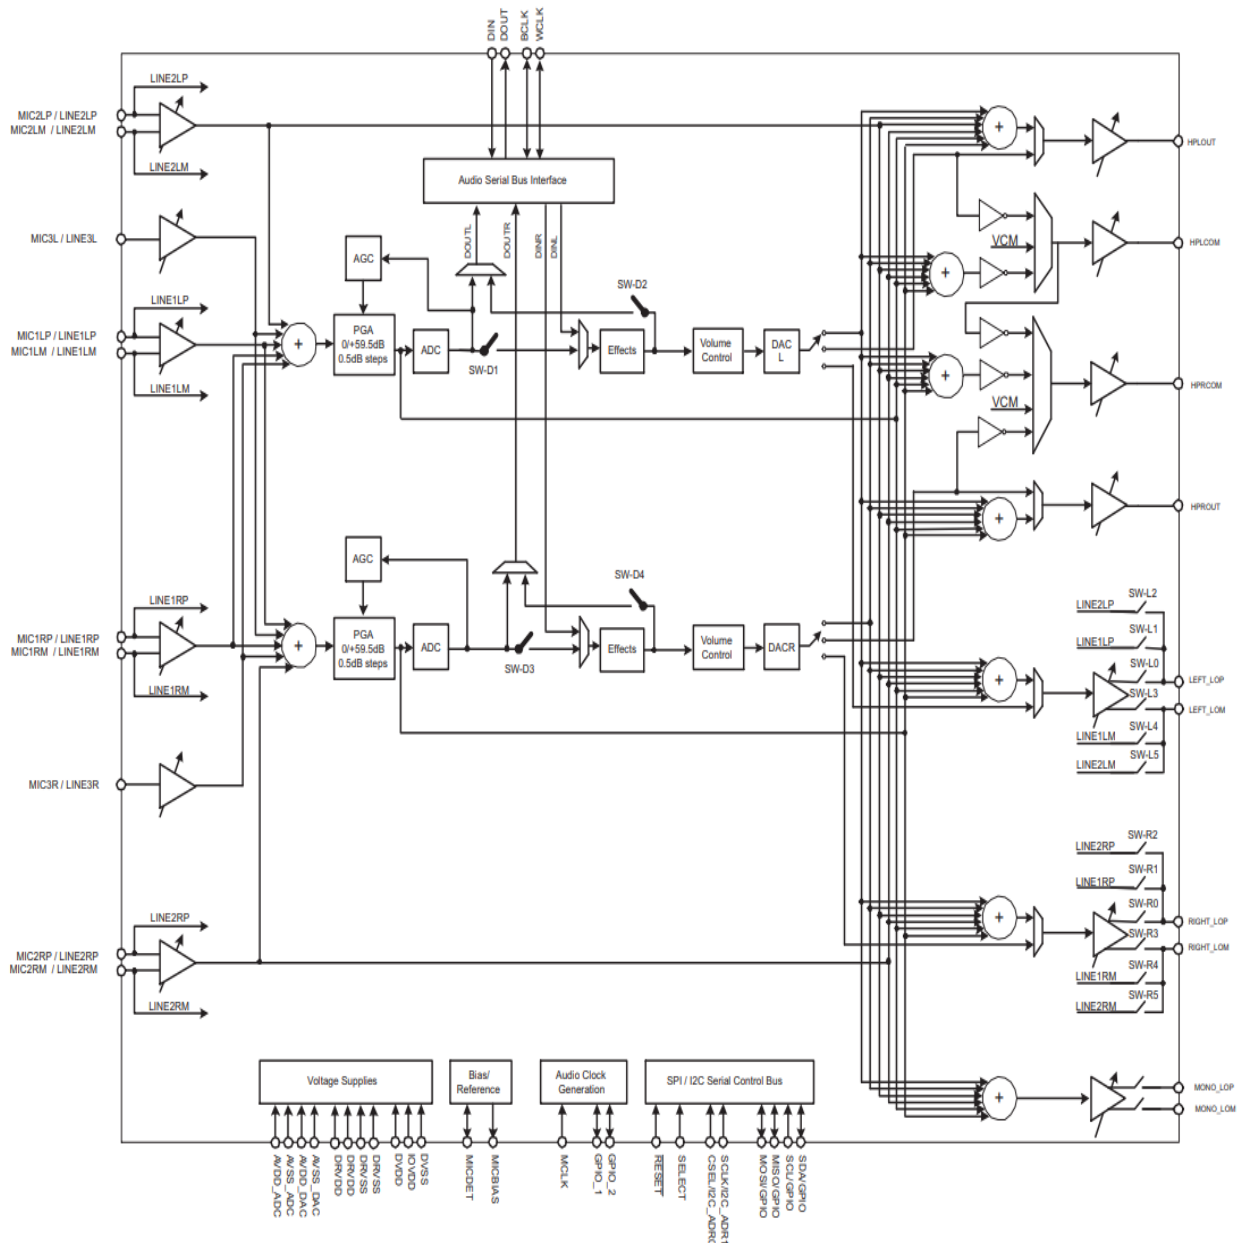 DIN
DOUT
BCLK
WCLK
LINE2LP
MIC2LP / LINE2LP
MIC2LM / LINE2LM
LINE2LM
Audio Serial Bus Interface
HPLOUT
MIC3L / LINE3L
DOUTL
DOUTR
DINR
DINL
AGC
SW-D2
VCM
+
HPLCOM
LINE1LP
MIC1LP / LINE1LP
MIC1LM / LINE1LM
LINE1LM
+
PGA
0/+59.5dB
0.5dB steps
ADC
SW-D1
Effects
Volume
Control
DAC
L
+
+
VCM
HPRCOM
+
HPROUT
AGC
SW-D4
LINE1RP
MIC1RP / LINE1RP
MIC1RM / LINE1RM
LINE1RM
+
PGA
0/+59.5dB
0.5dB steps
ADC
SW-D3
Effects
Volume
Control
DACR
+
SW-L2
LINE2LP
SW-L1
LINE1LP
SW-L0
LEFT_LOP
SW-L3
LEFT_LOM
SW-L4
LINE1LM
SW-L5
LINE2LM
MIC3R / LINE3R
SW-R2
LINE2RP
SW-R1
LINE1RP
SW-R0
RIGHT_LOP
SW-R3
RIGHT_LOM
SW-R4
LINE1RM
SW-R5
LINE2RM
+
LINE2RP
MIC2RP / LINE2RP
MIC2RM / LINE2RM
LINE2RM
Voltage Supplies
Bias/
Reference
Audio Clock
Generation
SPI / I2C Serial Control Bus
+
MONO_LOP
MONO_LOM
AVDD_ADC
AVSS_ADC
AVDD_DAC
AVSS_DAC
DRVDD
DRVDD
DRVSS
DRVSS
DVDD
IOVDD
DVSS
MICDET
MICBIAS
MCLK
GPIO_1
GPIO_2
RESET
SELECT
CSEL/I2C_ADR0
SCLK/I2C_ADR1
MOSI/GPIO
MISO/GPIO
SCL/GPIO
SDA/GPIO